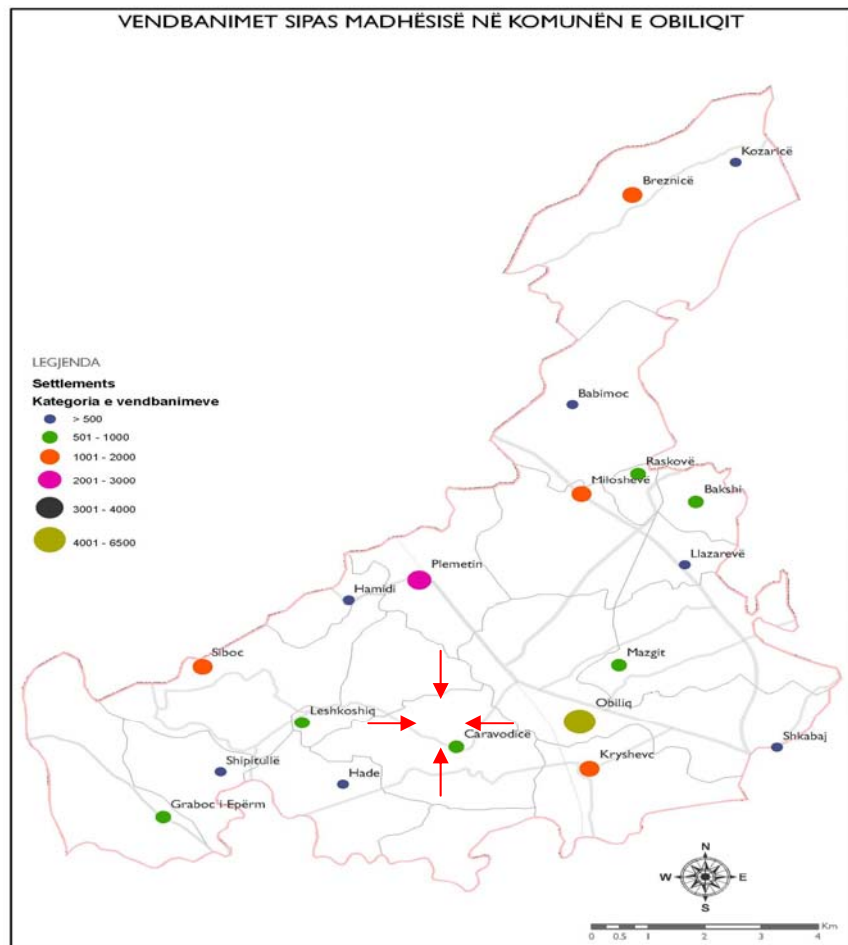 VENDBANIMET SIPAS MADHËSISË NË KOMUNËN E OBILIQIT
Kozaricë
Breznicë
LEGJENDA
Settlements
Kategoria e vendbanimeve
> 500
501 - 1000
1001 - 2000
2001 - 3000
3001 - 4000
4001 - 6500
Babimoc
Raskovë
Miloshevë
Bakshi
Llazarevë
Plemetin
Hamidi
Siboc
Mazgit
Leshkoshiq
Obiliq
Caravodicë
Shkabaj
Shipitullë
Hade
Kryshevc
Graboc i Epërm
N
W E
S
Km
0 0.5 1 2 3 4